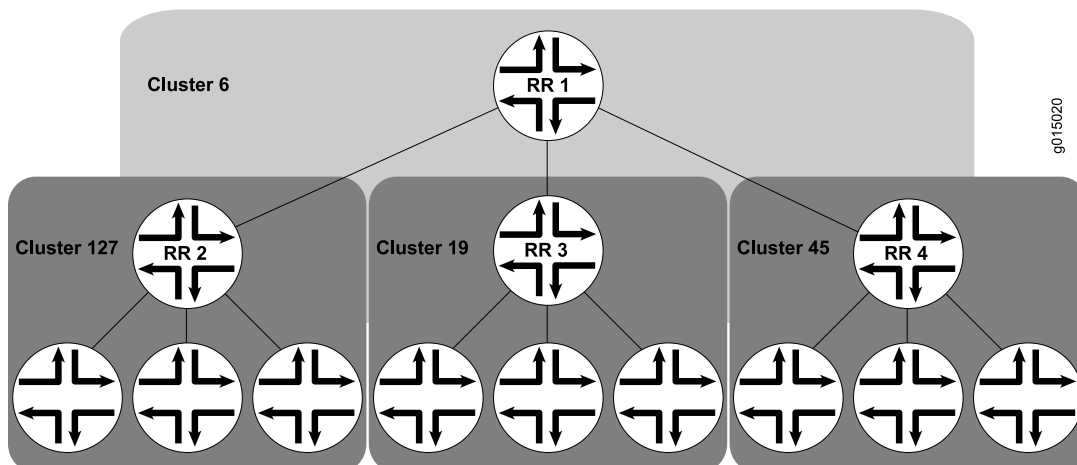 Cluster 6
RR 1
g015020
Cluster 127
RR 2
Cluster 19
RR 3
Cluster 45
RR 4